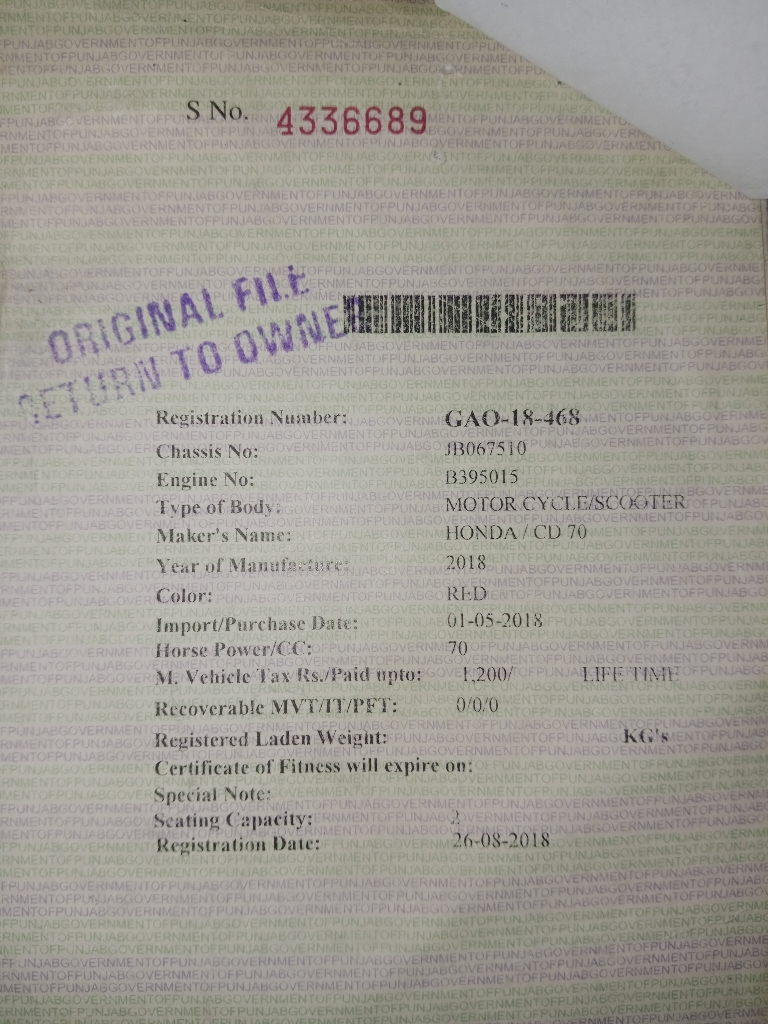 S No. 4336689
ORIGINAL FILE
RETURN TO OWNER
Registration Number: GAO-18-468
Chassis No: JB067510
Engine No: B395015
Type of Body: MOTOR CYCLE/SCOOTER
Maker's Name: HONDA / CD 70
Year of Manufacture: 2018
Color: RED
Import/Purchase Date: 01-05-2018
Horse Power/CC: 70
M. Vehicle Tax Rs./Paid upto: 1,200/ LIFE TIME
Recoverable MVT/IT/PFT: 0/0/0
Registered Laden Weight: KG's
Certificate of Fitness will expire on:
Special Note:
Seating Capacity: 2
Registration Date: 26-08-2018